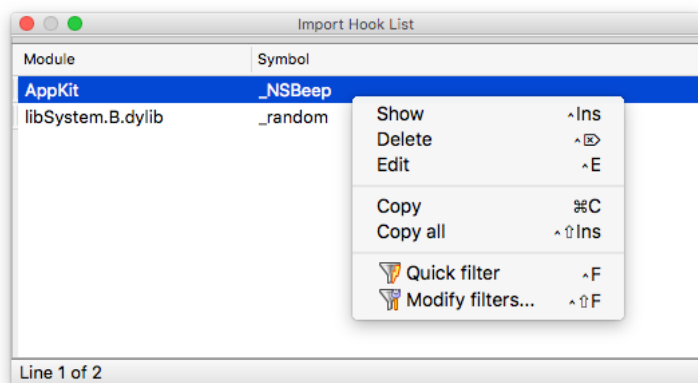 Import Hook List
Module Symbol
AppKit _NSBeep
libSystem.B.dylib _random
Show ^Ins
Delete ^⌦
Edit ^E
Copy ⌘C
Copy all ^⇧Ins
Quick filter ^F
Modify filters... ^⇧F
Line 1 of 2